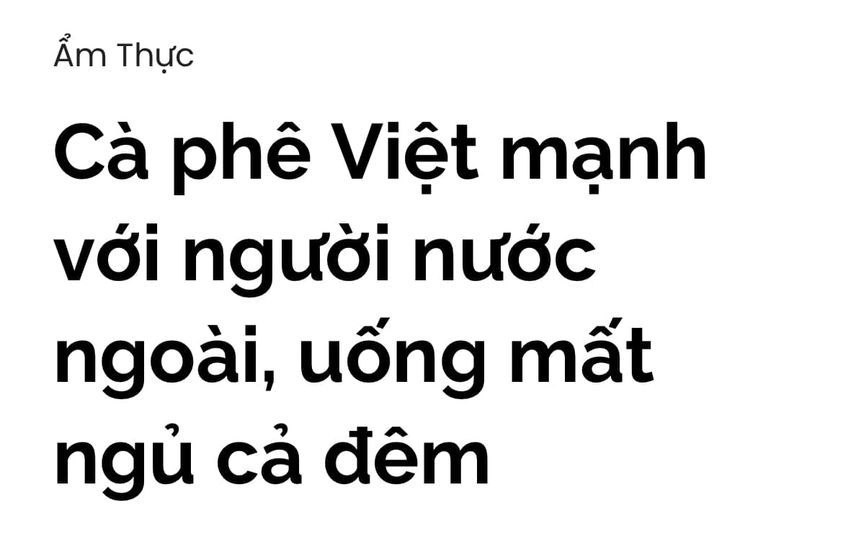 Ẩm Thực
Cà phê Việt mạnh
với người nước
ngoài, uống mất
ngủ cả đêm